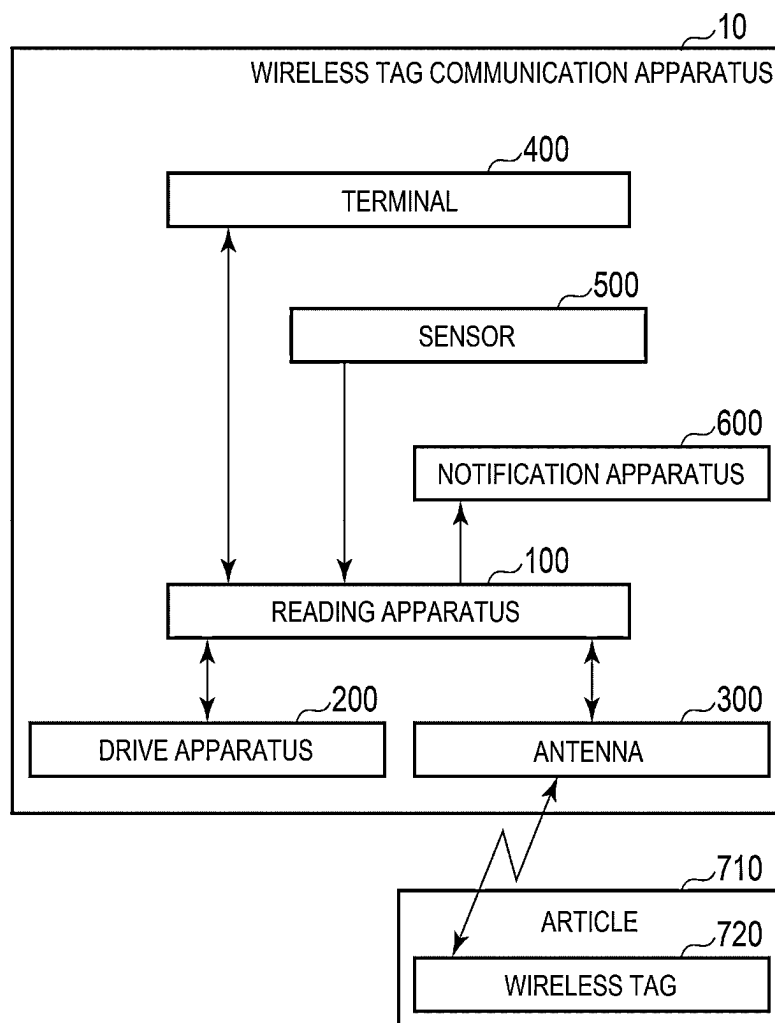 10
WIRELESS TAG COMMUNICATION APPARATUS
400
TERMINAL
500
SENSOR
600
NOTIFICATION APPARATUS
100
READING APPARATUS
200
DRIVE APPARATUS
300
ANTENNA
710
ARTICLE
720
WIRELESS TAG